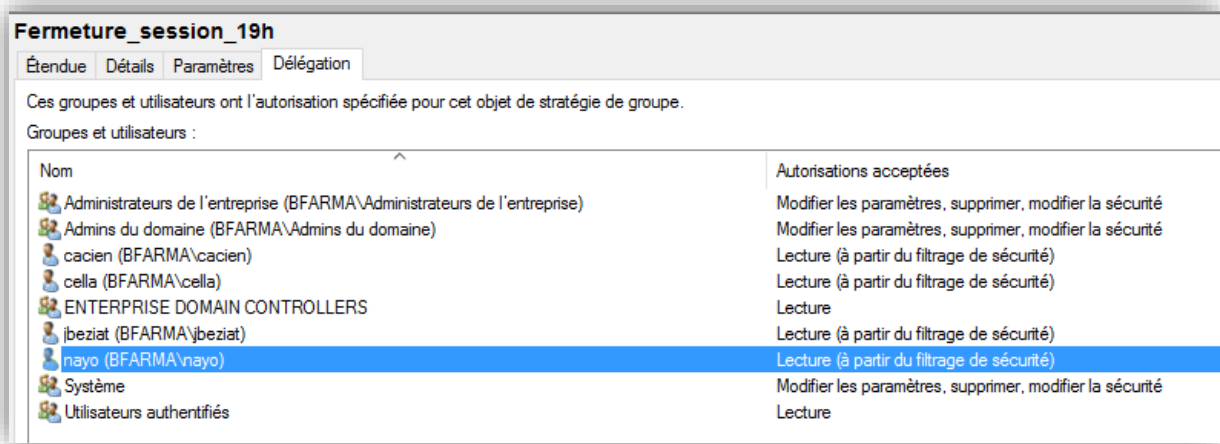 Fermeture_session_19h
Étendue Détails Paramètres Délégation
Ces groupes et utilisateurs ont l'autorisation spécifiée pour cet objet de stratégie de groupe.
Groupes et utilisateurs :
Nom Autorisations acceptées
Administrateurs de l'entreprise (BFARMA\Administrateurs de l'entreprise) Modifier les paramètres, supprimer, modifier la sécurité
Admins du domaine (BFARMA\Admins du domaine) Modifier les paramètres, supprimer, modifier la sécurité
cacien (BFARMA\cacien) Lecture (à partir du filtrage de sécurité)
cella (BFARMA\cella) Lecture (à partir du filtrage de sécurité)
ENTERPRISE DOMAIN CONTROLLERS Lecture
jbeziat (BFARMA\jbeziat) Lecture (à partir du filtrage de sécurité)
nayo (BFARMA\nayo) Lecture (à partir du filtrage de sécurité)
Système Modifier les paramètres, supprimer, modifier la sécurité
Utilisateurs authentifiés Lecture